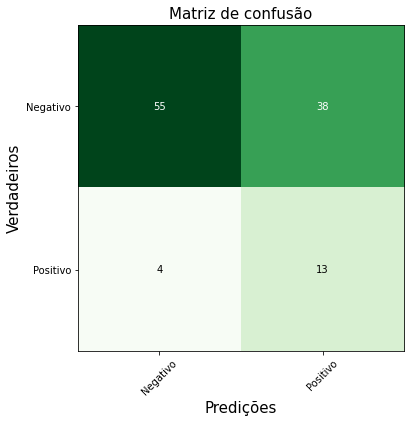 Matriz de confusão
Verdadeiros
Negativo
55
38
Positivo
4
13
Negativo
Positivo
Predições